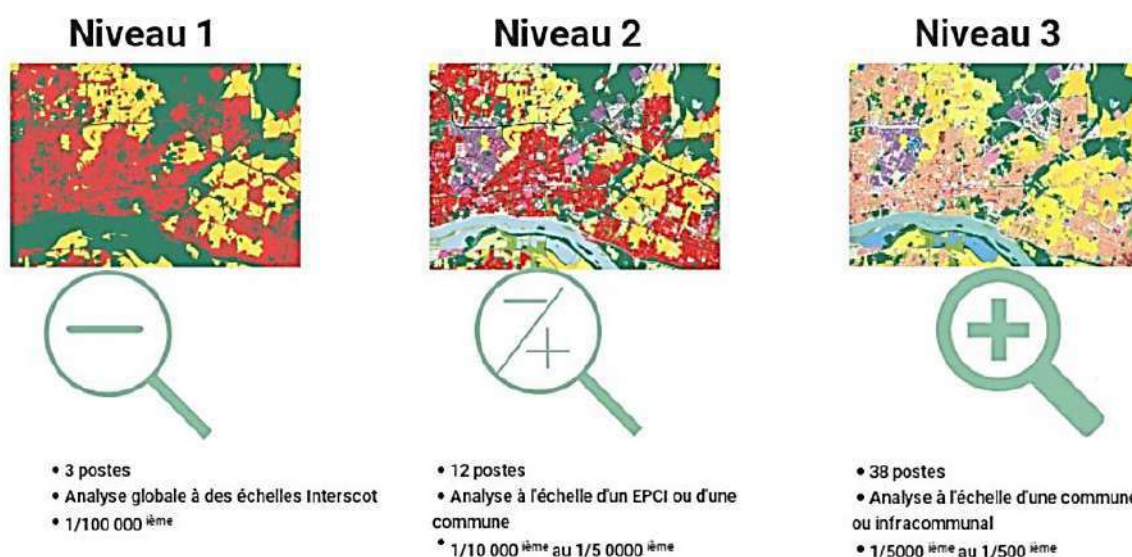 Niveau 1
Niveau 2
Niveau 3
• 3 postes
• Analyse globale à des échelles Interscot
• 1/100 000 ième
• 12 postes
• Analyse à l'échelle d'un EPCI ou d'une
commune
• 1/10 000 ième au 1/5 0000 ième
• 38 postes
• Analyse à l'échelle d'une commune
ou infracommunal
• 1/5000 ième au 1/500 ième